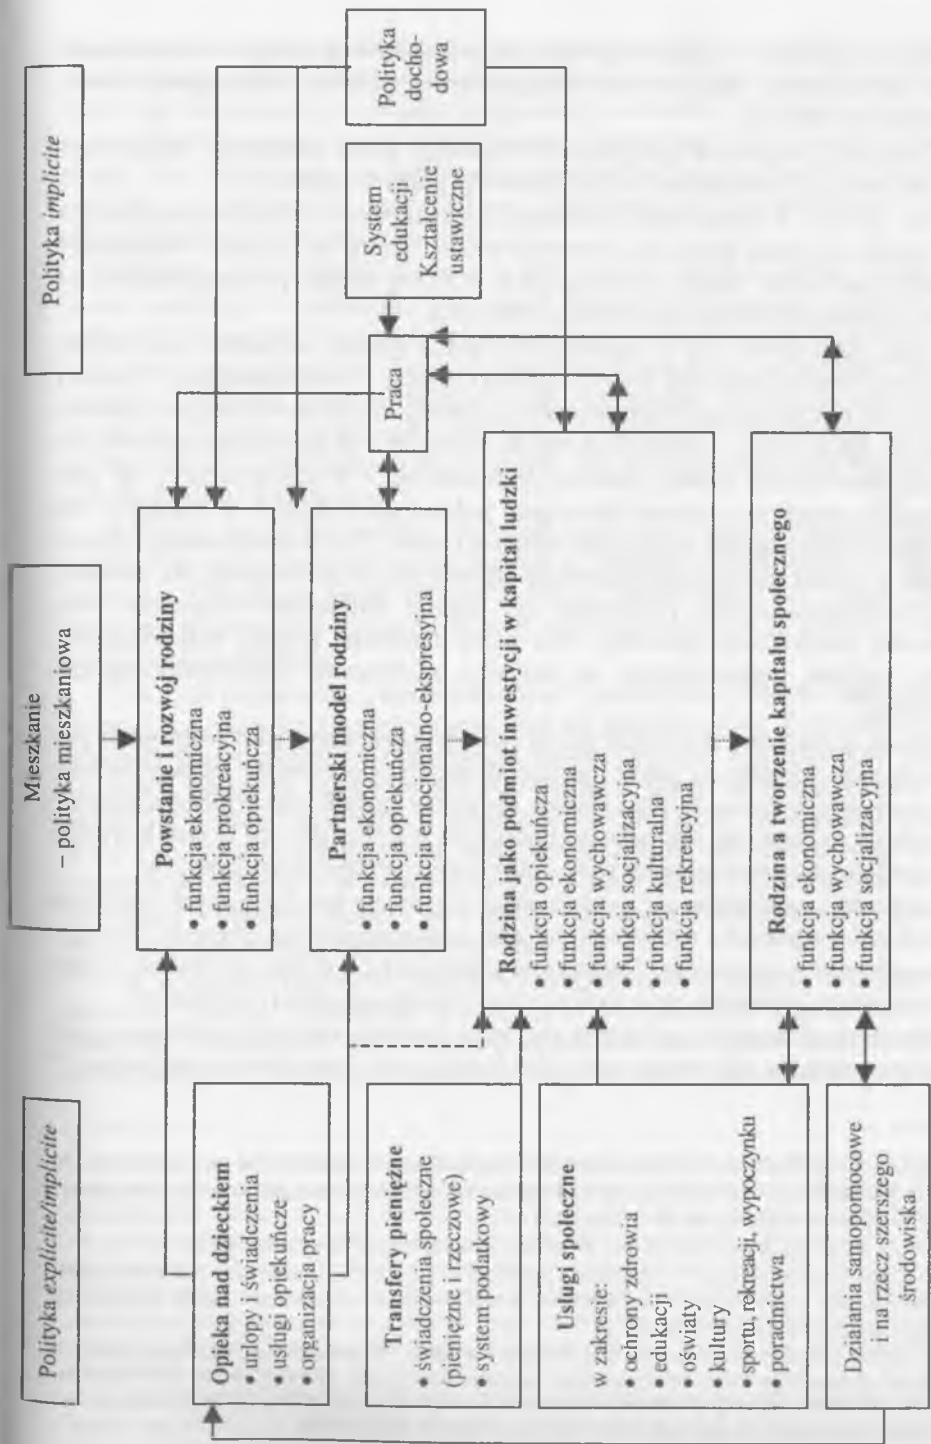 Polityka explicite/implicite
Opieka nad dzieckiem
• urlopy i świadczenia
• usługi opiekuńcze
• organizacja pracy
Transfery pieniężne
• świadczenia społeczne
(pieniężne i rzeczowe)
• system podatkowy
Usługi społeczne
w zakresie:
• ochrony zdrowia
• edukacji
• oświaty
• kultury
• sportu, rekreacji, wypoczynku
• poradnictwa
Działania samopomocowe
i na rzecz szerszego
środowiska
Mieszkanie
– polityka mieszkaniowa
Powstanie i rozwój rodziny
• funkcja ekonomiczna
• funkcja prokreacyjna
• funkcja opiekuńcza
Partnerski model rodziny
• funkcja ekonomiczna
• funkcja opiekuńcza
• funkcja emocjonalno-ekspresyjna
Rodzina jako podmiot inwestycji w kapitał ludzki
• funkcja opiekuńcza
• funkcja ekonomiczna
• funkcja wychowawcza
• funkcja socjalizacyjna
• funkcja kulturalna
• funkcja rekreacyjna
Rodzina a tworzenie kapitału społecznego
• funkcja ekonomiczna
• funkcja wychowawcza
• funkcja socjalizacyjna
Polityka implicite
Polityka
docho-
dowa
System
edukacji
Kształcenie
ustawiczne
Praca